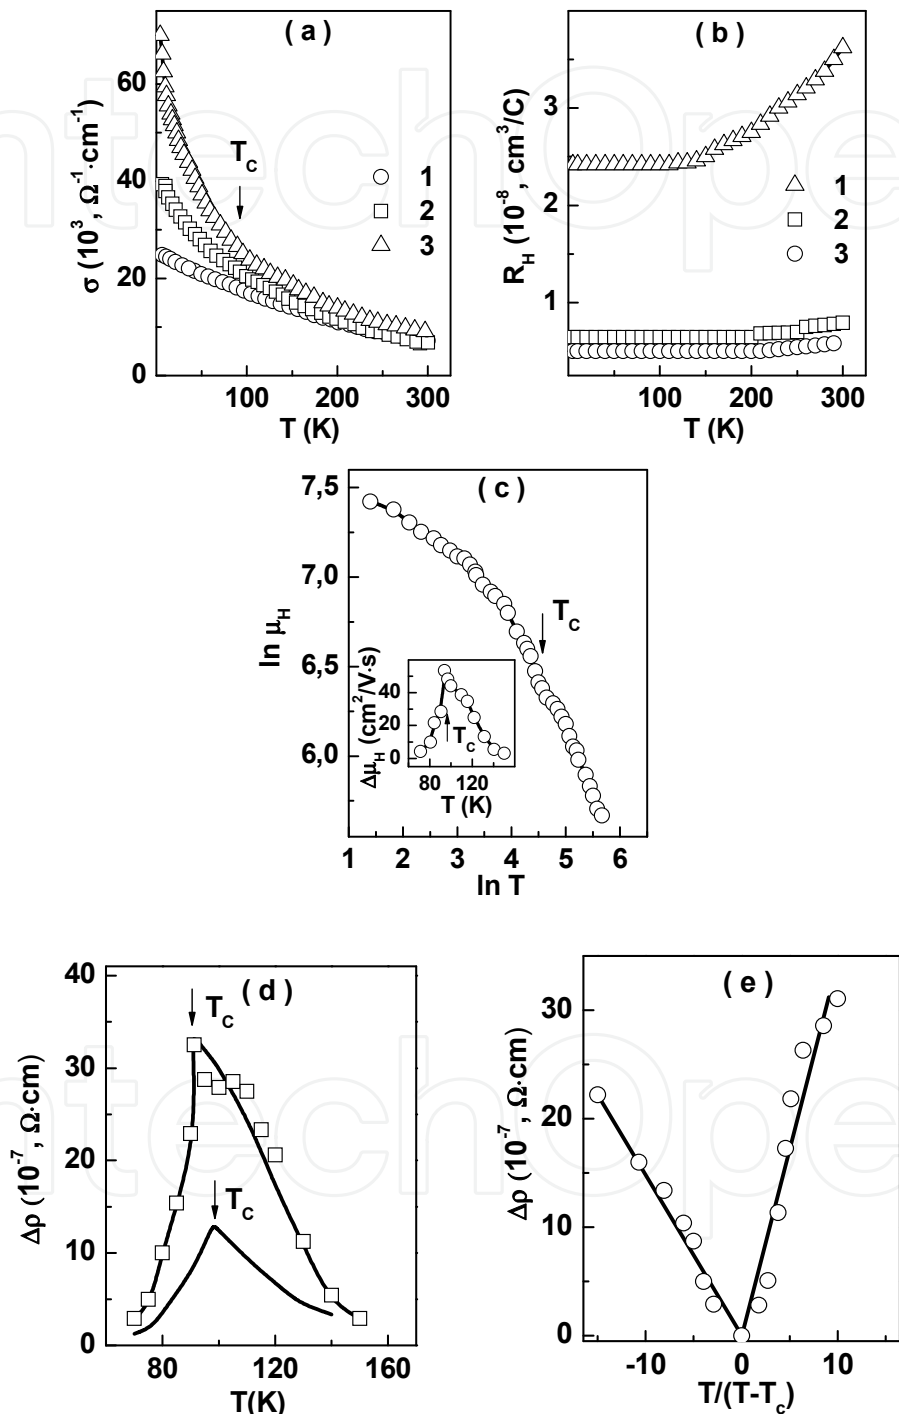 ( a )
60
40
20
0
σ (10³, Ω⁻¹·cm⁻¹)
T_C
1
2
3
100
200
300
T (K)
( b )
3
2
1
R_H (10⁻⁸, cm³/C)
1
2
3
100
200
300
T (K)
( c )
7,5
7,0
6,5
6,0
ln μ_H
T_C
40
20
0
Δμ_H (cm²/V·s)
T_C
80
120
T (K)
1
2
3
4
5
6
ln T
( d )
40
30
20
10
0
Δρ (10⁻⁷, Ω·cm)
T_C
T_C
80
120
160
T(K)
( e )
30
20
10
0
Δρ (10⁻⁷, Ω·cm)
-10
0
10
T/(T-T_c)
ntechOpe
ntechOpe